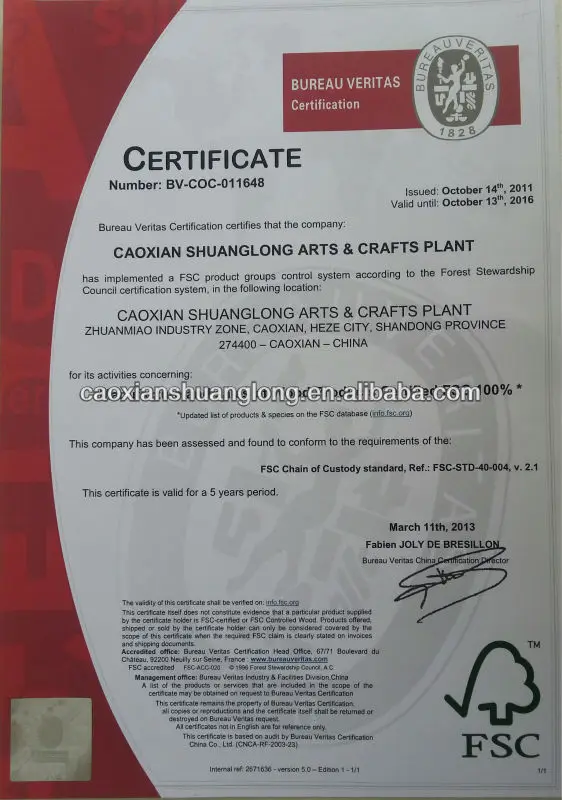 BUREAU VERITAS
Certification
BUREAU VERITAS
1828
CERTIFICATE
Number: BV-COC-011648
Issued: October 14th, 2011
Valid until: October 13th, 2016
Bureau Veritas Certification certifies that the company:
CAOXIAN SHUANGLONG ARTS & CRAFTS PLANT
has implemented a FSC product groups control system according to the Forest Stewardship
Council certification system, in the following location:
CAOXIAN SHUANGLONG ARTS & CRAFTS PLANT
ZHUANMIAO INDUSTRY ZONE, CAOXIAN, HEZE CITY, SHANDONG PROVINCE
274400 – CAOXIAN – CHINA
for its activities concerning:
100% *
caoxianshuanglong.en.alibaba.com
*Updated list of products & species on the FSC database (info.fsc.org)
This company has been assessed and found to conform to the requirements of the:
FSC Chain of Custody standard, Ref.: FSC-STD-40-004, v. 2.1
This certificate is valid for a 5 years period.
March 11th, 2013
Fabien JOLY DE BRESILLON
Bureau Veritas China Certification Director
The validity of this certificate shall be verified on: info.fsc.org
This certificate itself does not constitute evidence that a particular product supplied
by the certificate holder is FSC-certified or FSC Controlled Wood. Products offered,
shipped or sold by the certificate holder can only be considered covered by the
scope of this certificate when the required FSC claim is clearly stated on invoices
and shipping documents.
Accredited office: Bureau Veritas Certification Head Office, 67/71 Boulevard du
Château, 92200 Neuilly sur Seine, France : www.bureauveritas.com
FSC accredited FSC-ACC-020 © 1996 Forest Stewardship Council, A.C.
Management office: Bureau Veritas Industry & Facilities Division,China
A list of the products or services that are included in the scope of the
certificate may be obtained on request to Bureau Veritas Certification
This certificate remains the property of Bureau Veritas Certification,
all copies or reproductions and the certificate itself shall be returned or
destroyed on Bureau Veritas request.
All certificates not in English are for reference only.
This certificate is based on audit by Bureau Veritas Certification
China Co., Ltd. (CNCA-RF-2003-23)
TM
FSC
Internal ref: 2671636 - version 5.0 – Edition 1 - 1/1
1/1